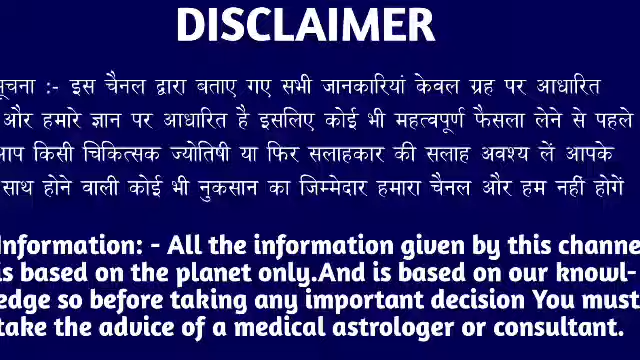 DISCLAIMER
सूचना :- इस चैनल द्वारा बताए गए सभी जानकारियां केवल ग्रह पर आधारित
और हमारे ज्ञान पर आधारित है इसलिए कोई भी महत्वपूर्ण फैसला लेने से पहले
आप किसी चिकित्सक ज्योतिषी या फिर सलाहकार की सलाह अवश्य लें आपके
साथ होने वाली कोई भी नुकसान का जिम्मेदार हमारा चैनल और हम नहीं होगें
Information: - All the information given by this channe
is based on the planet only.And is based on our knowl-
edge so before taking any important decision You must
take the advice of a medical astrologer or consultant.